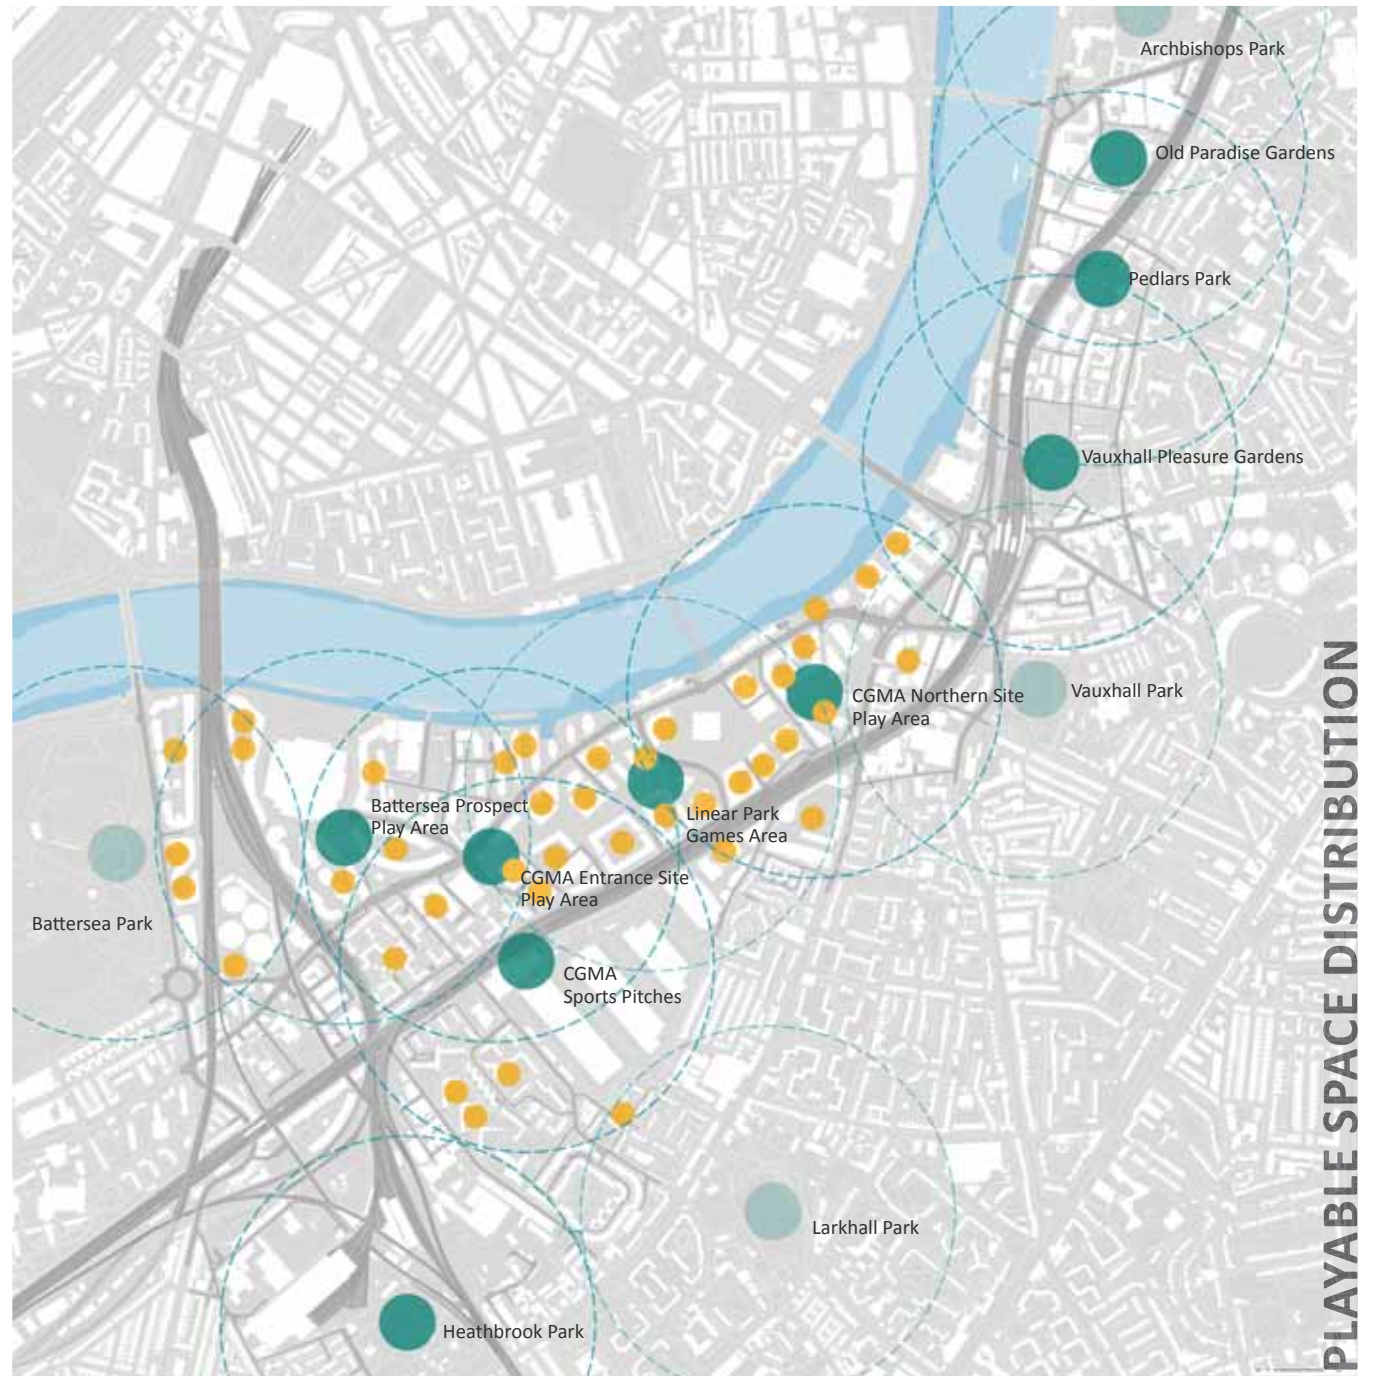 Archbishops Park
Old Paradise Gardens
Pedlars Park
Vauxhall Pleasure Gardens
CGMA Northern Site
Play Area
Vauxhall Park
Battersea Prospect
Play Area
Linear Park
Games Area
CGMA Entrance Site
Play Area
Battersea Park
CGMA
Sports Pitches
Larkhall Park
Heathbrook Park
PLAYABLE SPACE DISTRIBUTION